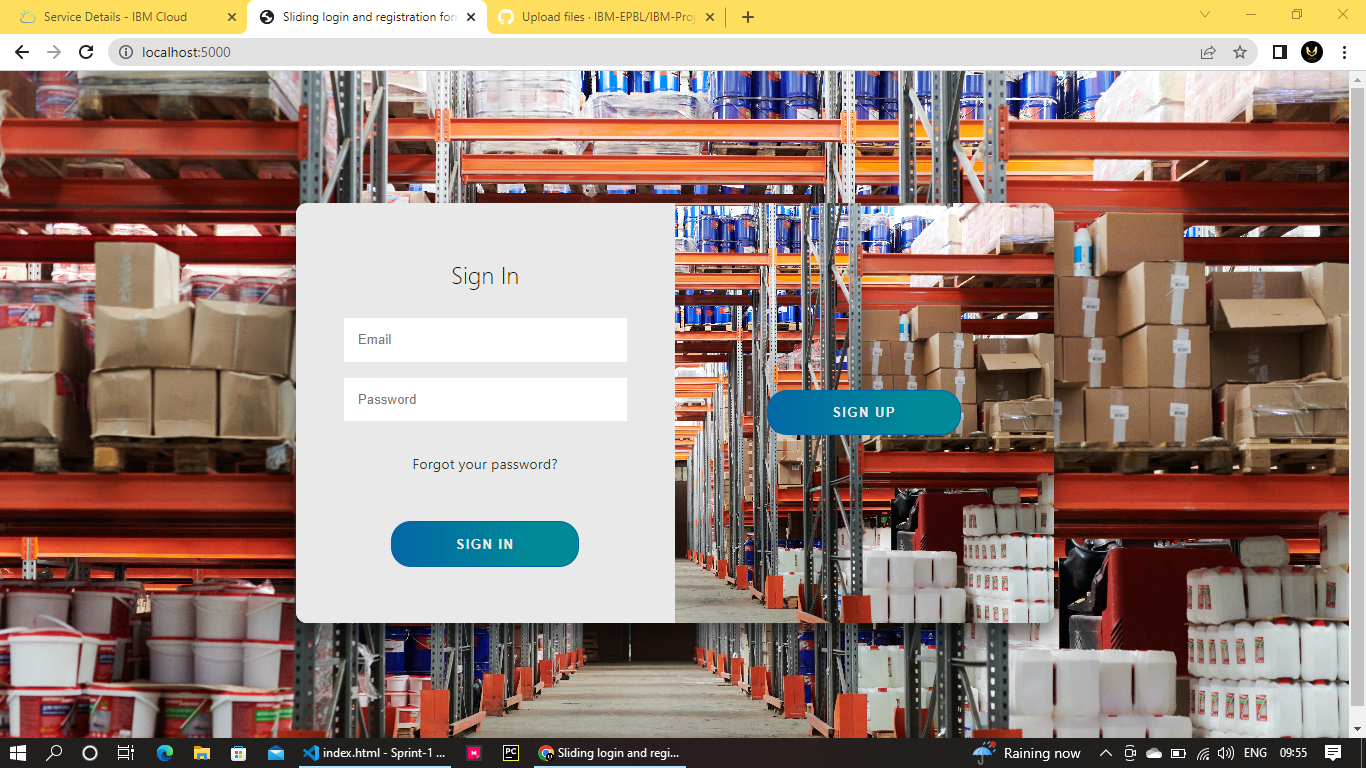 Service Details - IBM Cloud
Sliding login and registration for
Upload files · IBM-EPBL/IBM-Proj
localhost:5000
Sign In
Email
Password
Forgot your password?
SIGN IN
SIGN UP
index.html - Sprint-1 ...
PC
Sliding login and regi...
Raining now
ENG
09:55